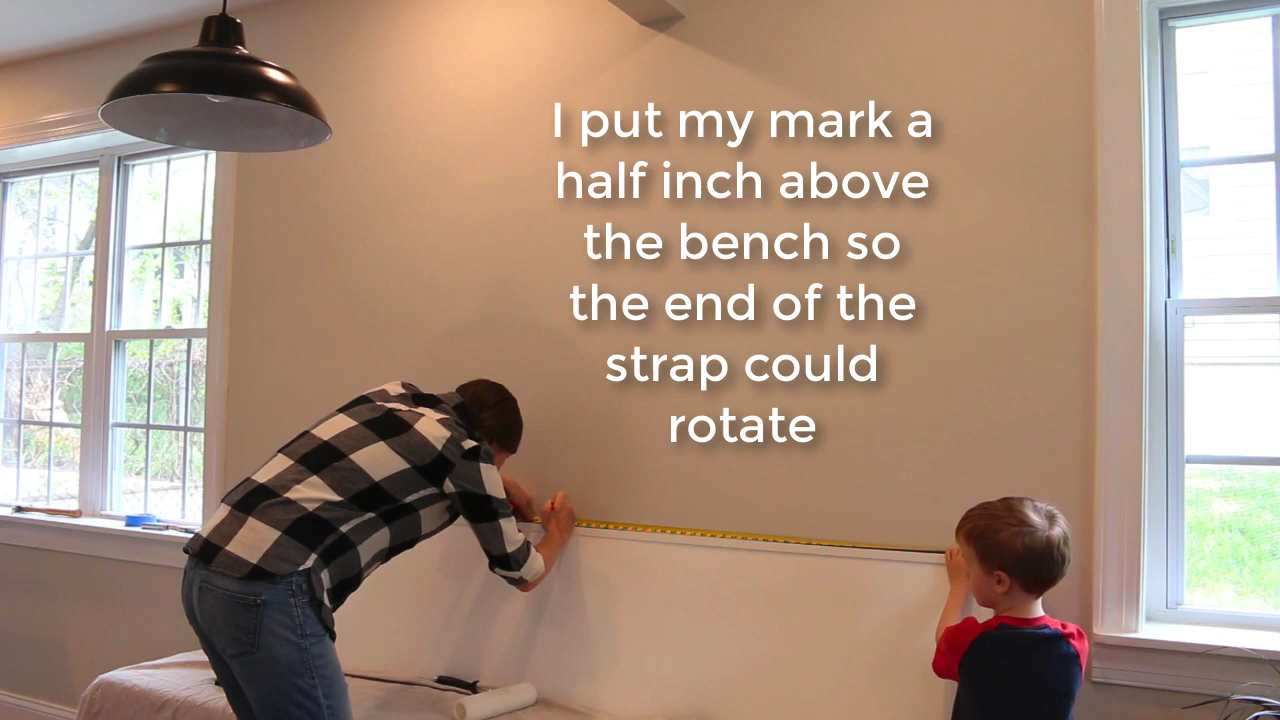 I put my mark a
half inch above
the bench so
the end of the
strap could
rotate